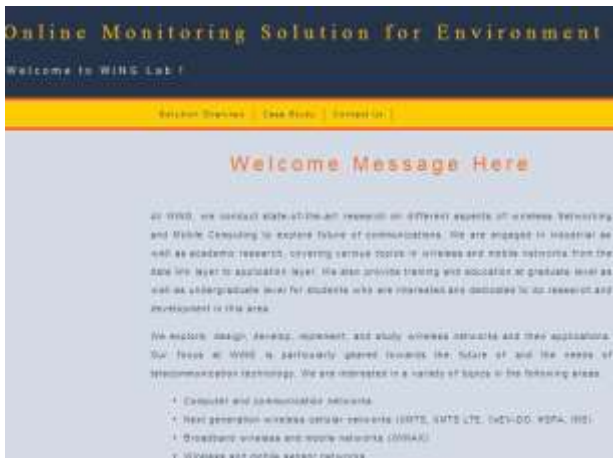 Online Monitoring Solution for Environment
Welcome to WING Lab !
Solution Overview | Case Study | Contact Us |
Welcome Message Here
At WING, we conduct state-of-the-art research on different aspects of wireless Networking
and Mobile Computing to explore future of communications. We are engaged in industrial as
well as academic research, covering various topics in wireless and mobile networks from the
data link layer to application layer. We also provide training and education at graduate level as
well as undergraduate level for students who are interested and dedicated to do research and
development in this area.
We explore, design, develop, implement, and study wireless networks and their applications.
Our focus at WING is particularly geared towards the future of and the needs of
telecommunication technology. We are interested in a variety of topics in the following areas
• Computer and communication networks
• Next generation wireless cellular networks (UMTS, UMTS LTE, 1xEV-DO, HSPA, IMS)
• Broadband wireless and mobile networks (WiMAX)
• Wireless and mobile sensor networks